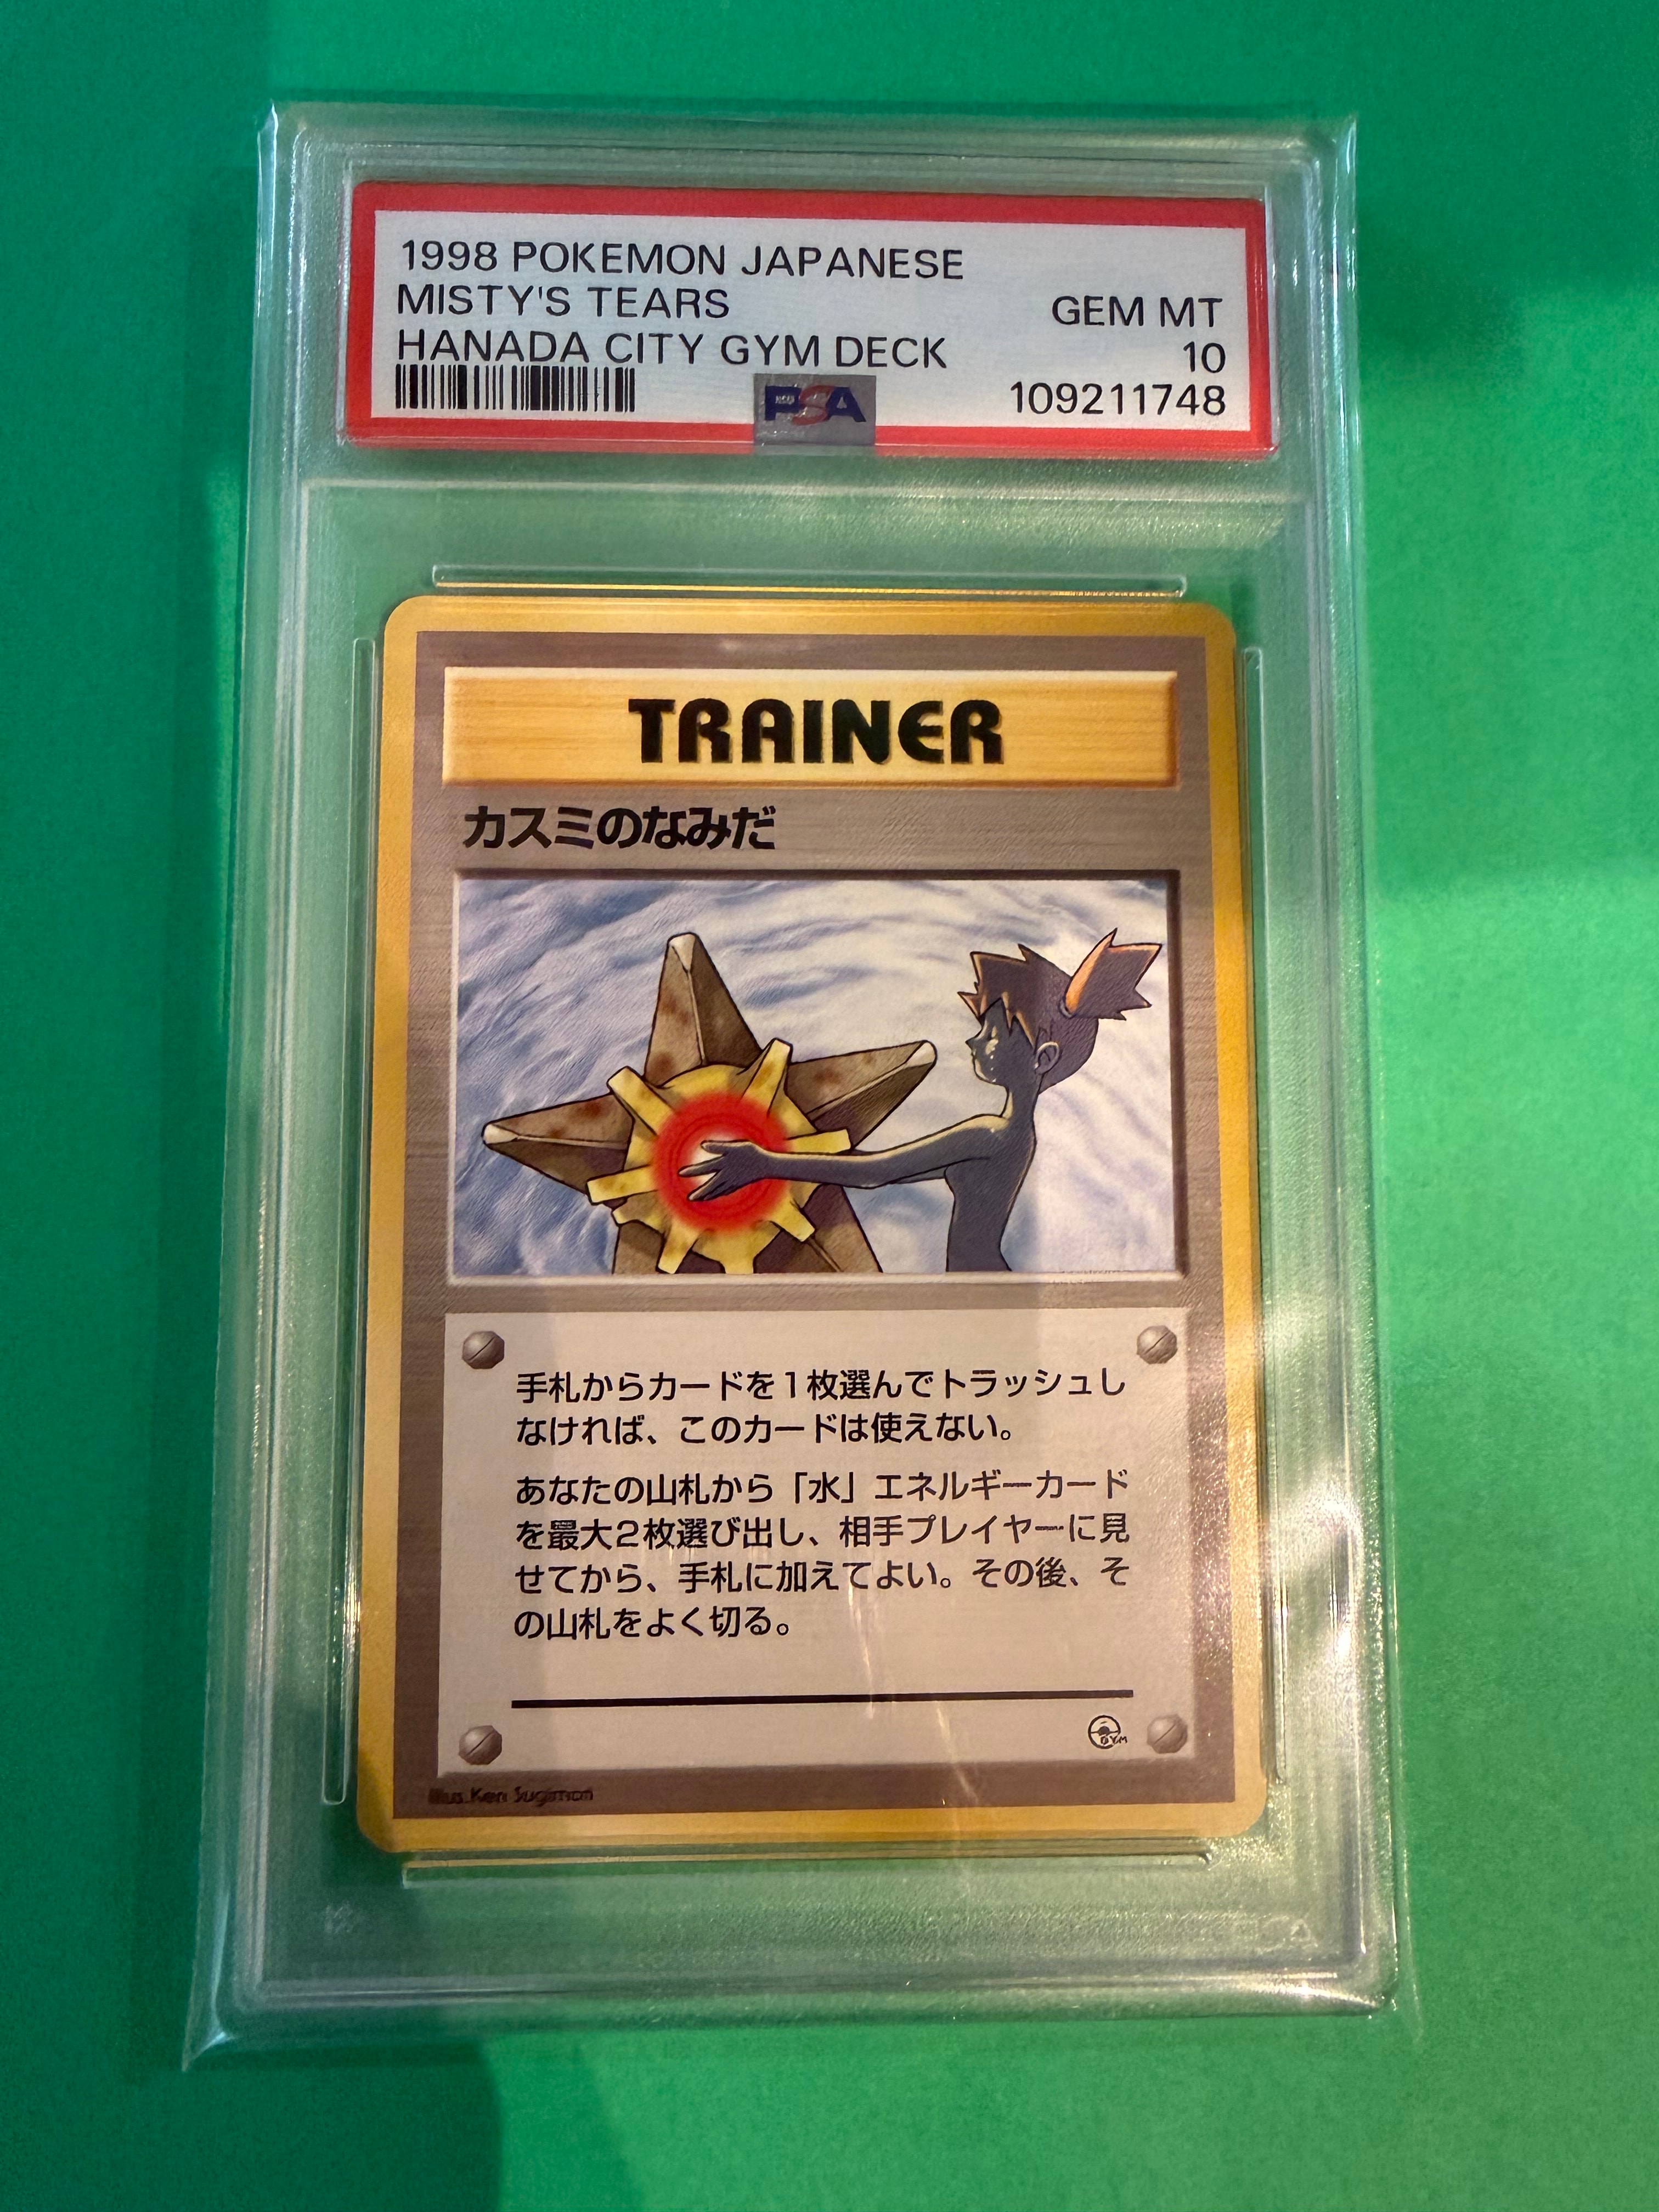 1998 POKEMON JAPANESE
MISTY'S TEARS
GEM MT
HANADA CITY GYM DECK
10
PSA
109211748
TRAINER
カスミのなみだ
手札からカードを1枚選んでトラッシュし
なければ、このカードは使えない。
あなたの山札から「水」エネルギーカード
を最大2枚選び出し、相手プレイヤーに見
せてから、手札に加えてよい。その後、そ
の山札をよく切る。
GYM
Illus. Ken Sugimori